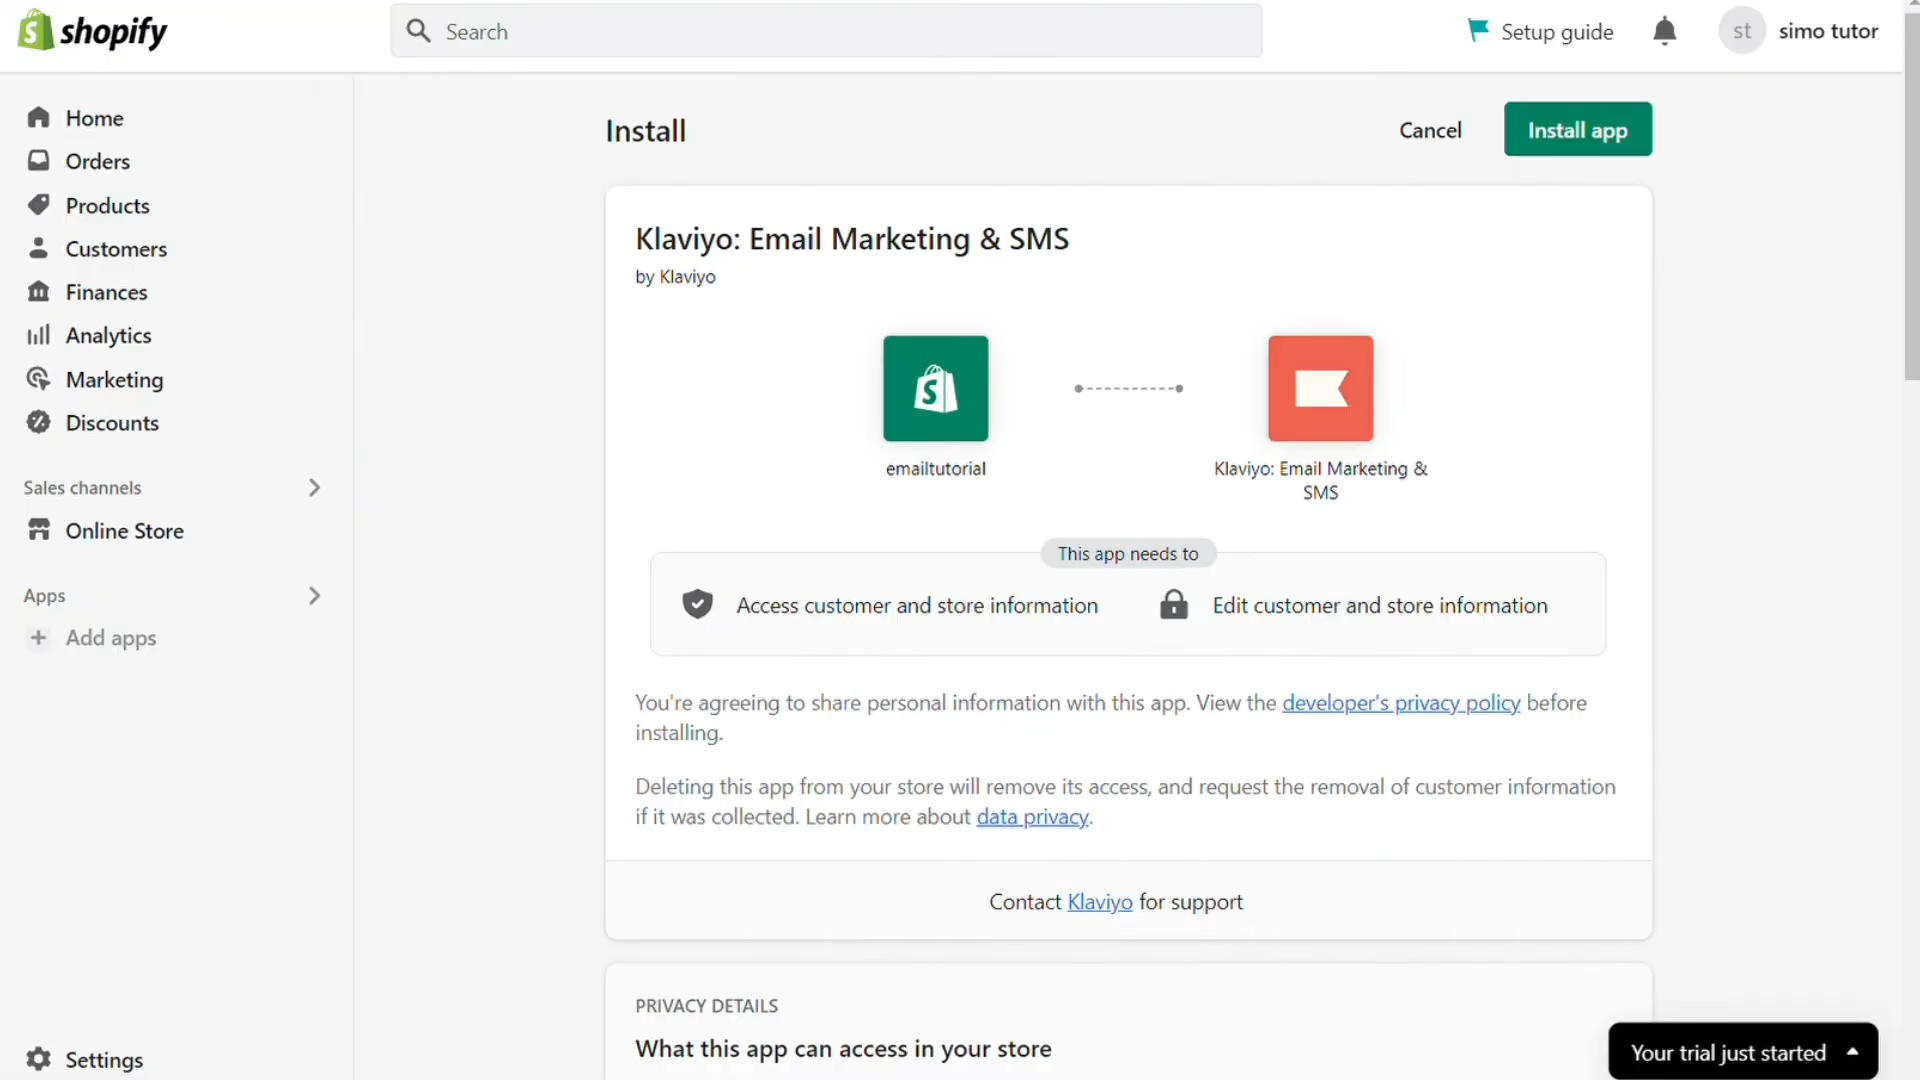 shopify
Search
Setup guide
st
simo tutor
Home
Orders
Products
Customers
Finances
Analytics
Marketing
Discounts
Sales channels
Online Store
Apps
Add apps
Settings
Install
Cancel
Install app
Klaviyo: Email Marketing & SMS
by Klaviyo
emailtutorial
Klaviyo: Email Marketing &
SMS
This app needs to
Access customer and store information
Edit customer and store information
You're agreeing to share personal information with this app. View the developer's privacy policy before
installing.
Deleting this app from your store will remove its access, and request the removal of customer information
if it was collected. Learn more about data privacy.
Contact Klaviyo for support
PRIVACY DETAILS
What this app can access in your store
Your trial just started